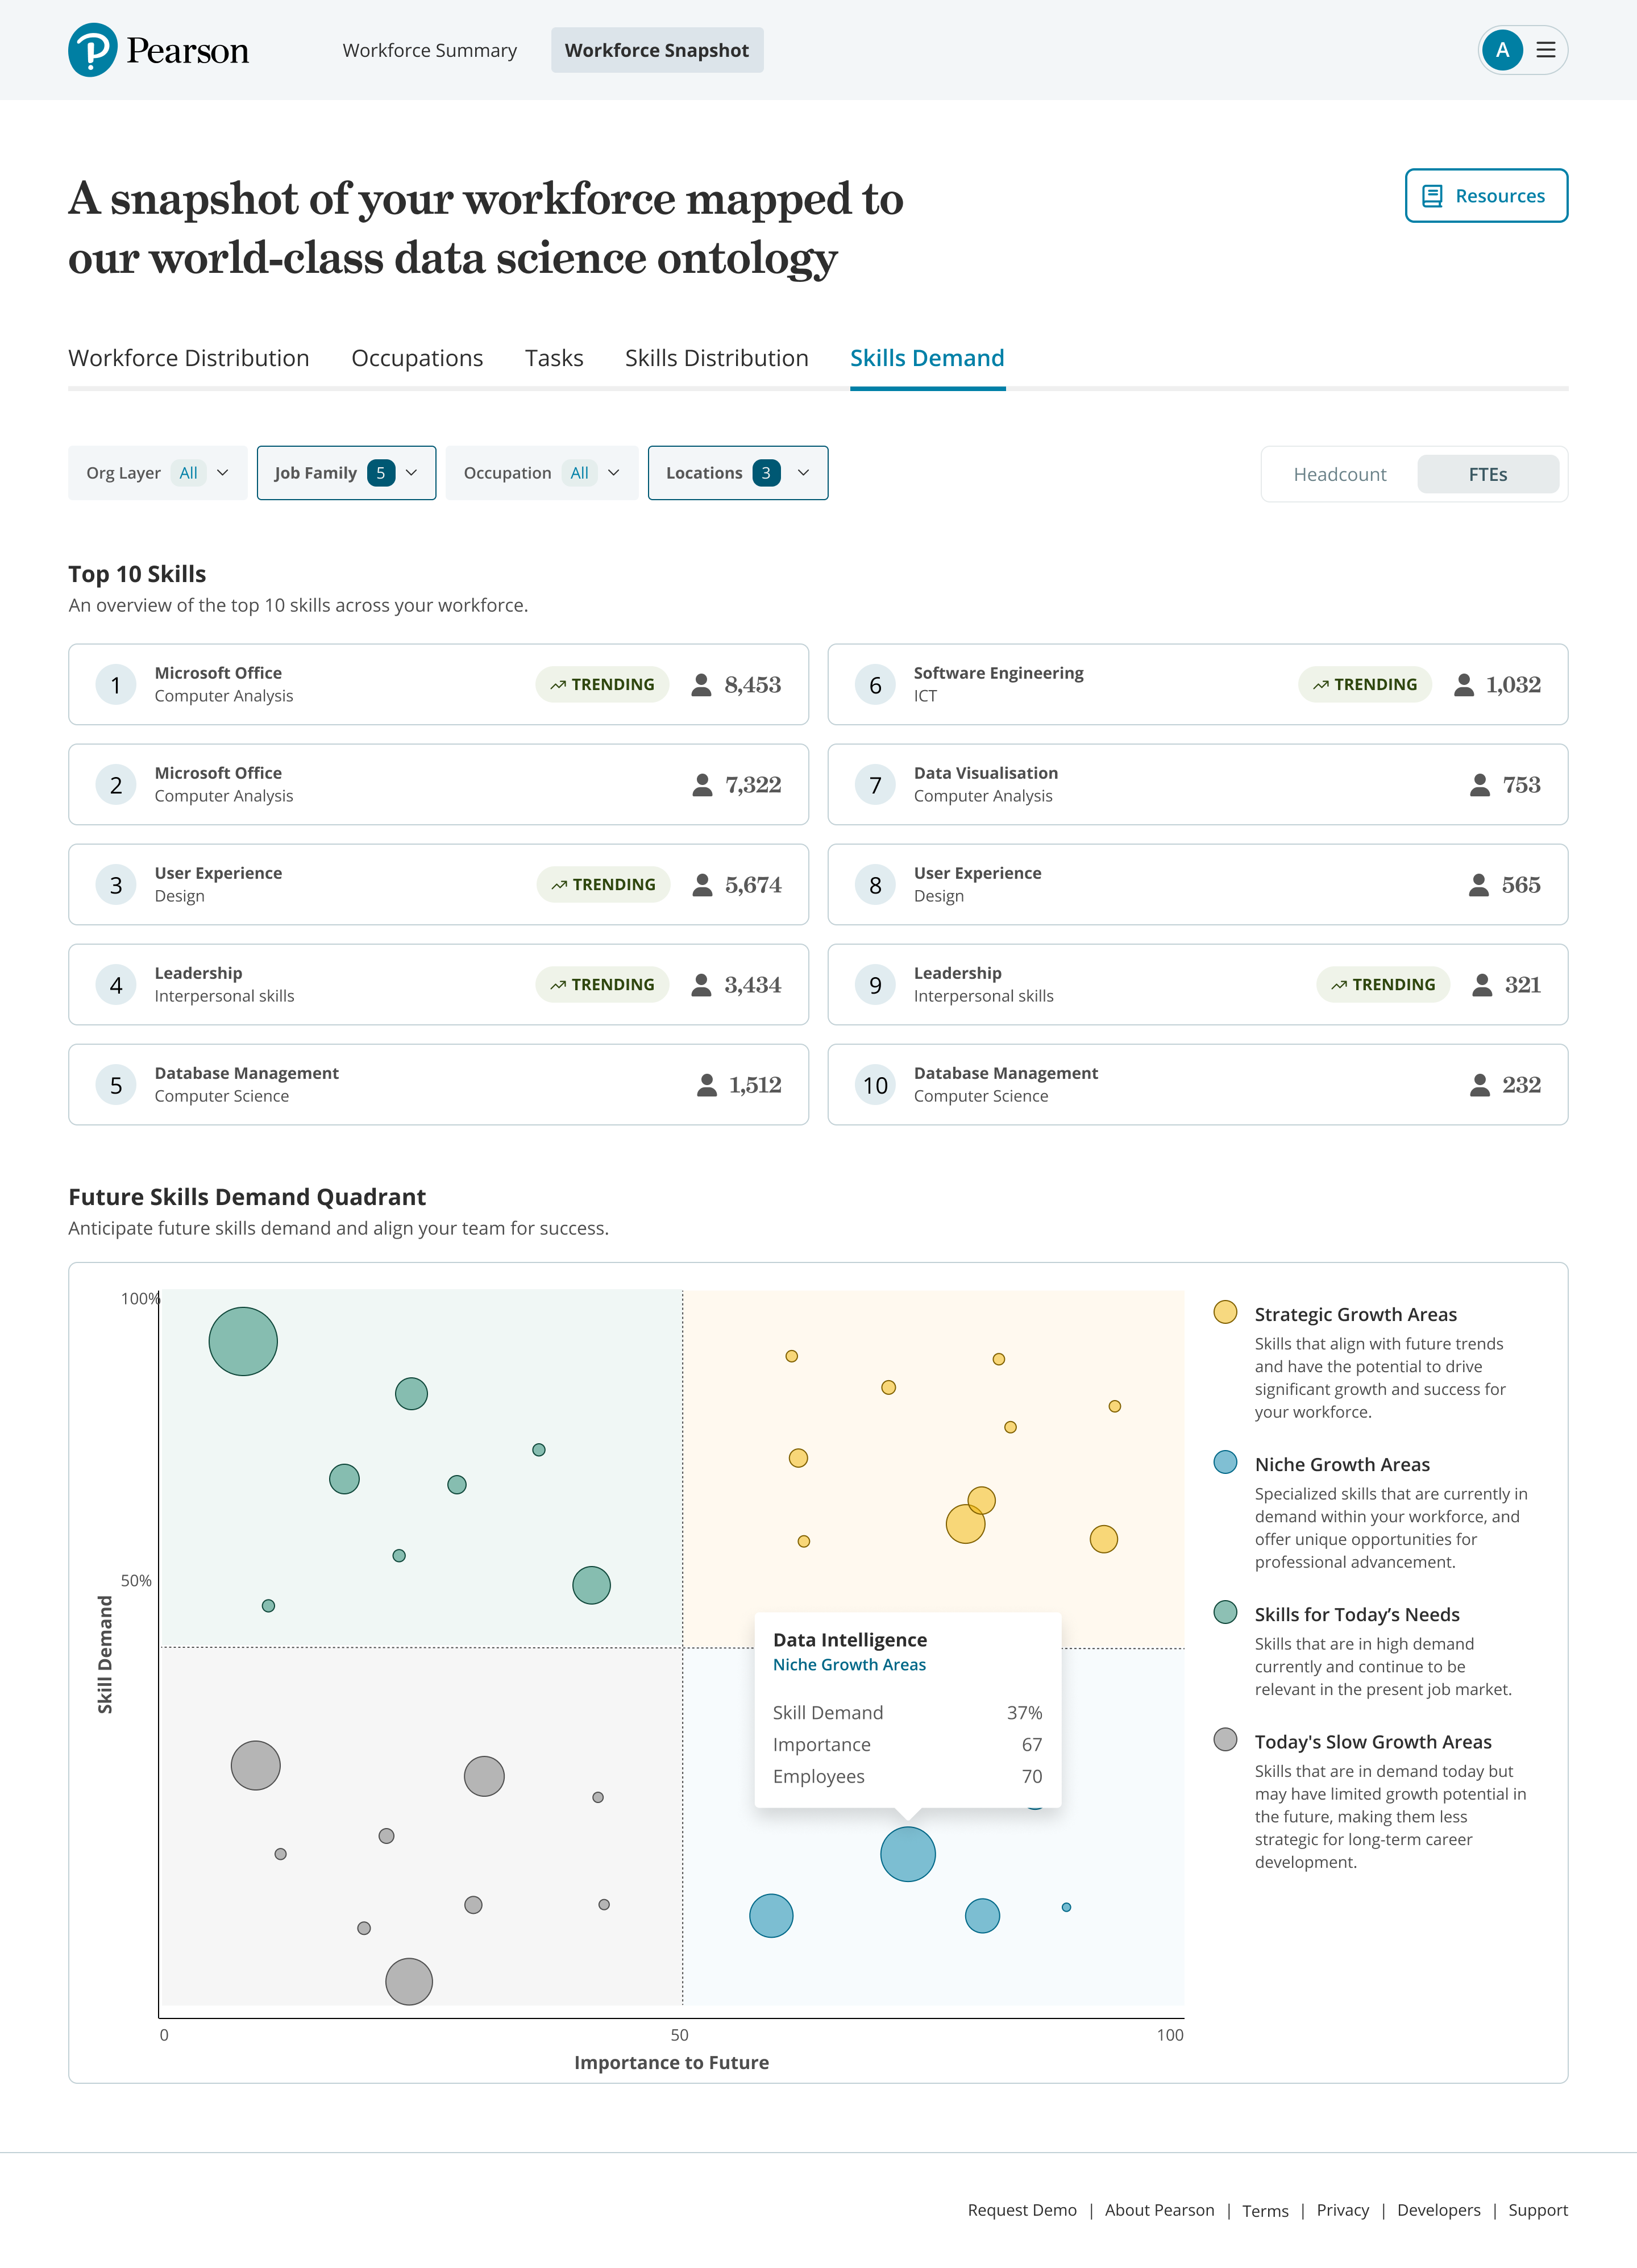 Pearson
Workforce Summary
Workforce Snapshot
A
A snapshot of your workforce mapped to
our world-class data science ontology
Resources
Workforce Distribution
Occupations
Tasks
Skills Distribution
Skills Demand
Org Layer All
Job Family 5
Occupation All
Locations 3
Headcount
FTEs
Top 10 Skills
An overview of the top 10 skills across your workforce.
1
Microsoft Office
Computer Analysis
TRENDING
8,453
2
Microsoft Office
Computer Analysis
7,322
3
User Experience
Design
TRENDING
5,674
4
Leadership
Interpersonal skills
TRENDING
3,434
5
Database Management
Computer Science
1,512
6
Software Engineering
ICT
TRENDING
1,032
7
Data Visualisation
Computer Analysis
753
8
User Experience
Design
565
9
Leadership
Interpersonal skills
TRENDING
321
10
Database Management
Computer Science
232
Future Skills Demand Quadrant
Anticipate future skills demand and align your team for success.
100%
50%
Skill Demand
Data Intelligence
Niche Growth Areas
Skill Demand 37%
Importance 67
Employees 70
0
50
100
Importance to Future
Strategic Growth Areas
Skills that align with future trends
and have the potential to drive
significant growth and success for
your workforce.
Niche Growth Areas
Specialized skills that are currently in
demand within your workforce, and
offer unique opportunities for
professional advancement.
Skills for Today’s Needs
Skills that are in high demand
currently and continue to be
relevant in the present job market.
Today's Slow Growth Areas
Skills that are in demand today but
may have limited growth potential in
the future, making them less
strategic for long-term career
development.
Request Demo | About Pearson | Terms | Privacy | Developers | Support